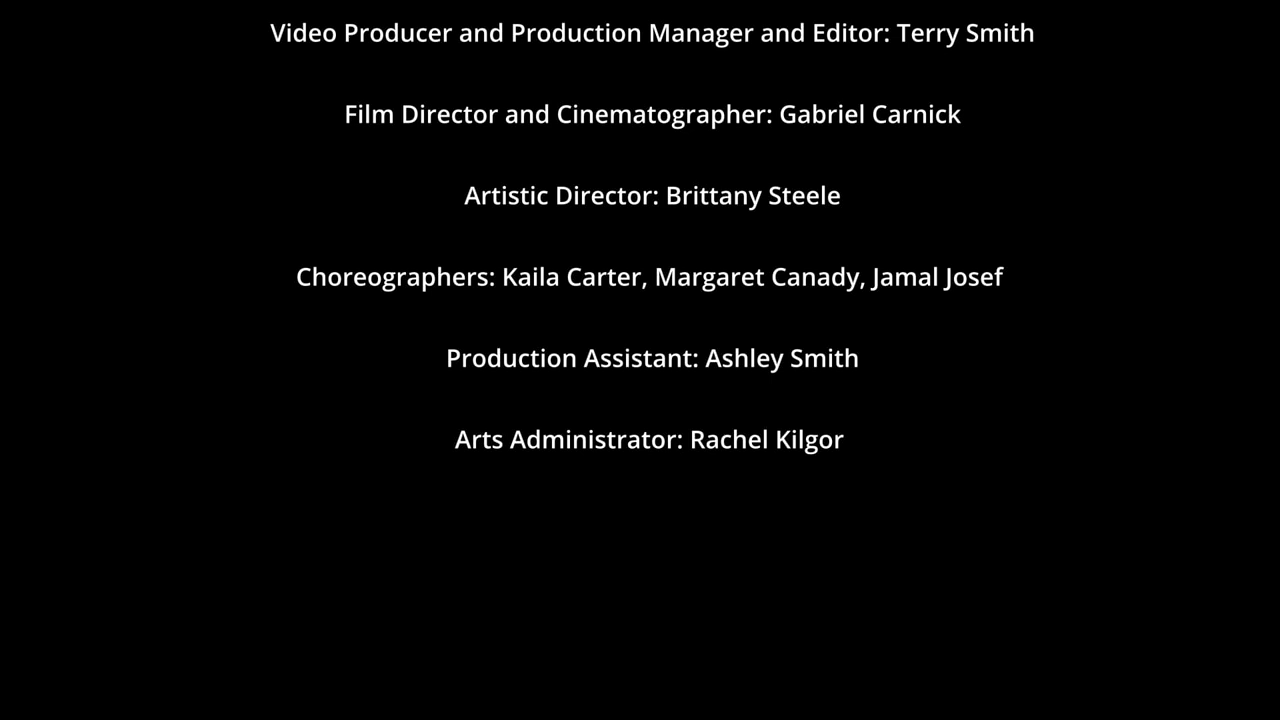 Video Producer and Production Manager and Editor: Terry Smith
Film Director and Cinematographer: Gabriel Carnick
Artistic Director: Brittany Steele
Choreographers: Kaila Carter, Margaret Canady, Jamal Josef
Production Assistant: Ashley Smith
Arts Administrator: Rachel Kilgor